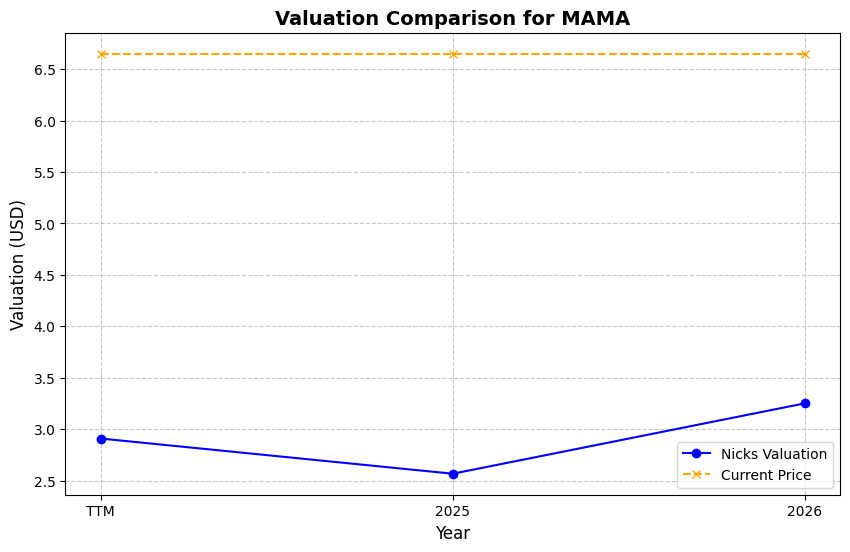 Valuation Comparison for MAMA
Valuation (USD)
6.5
6.0
5.5
5.0
4.5
4.0
3.5
3.0
2.5
TTM
2025
2026
Year
Nicks Valuation
Current Price